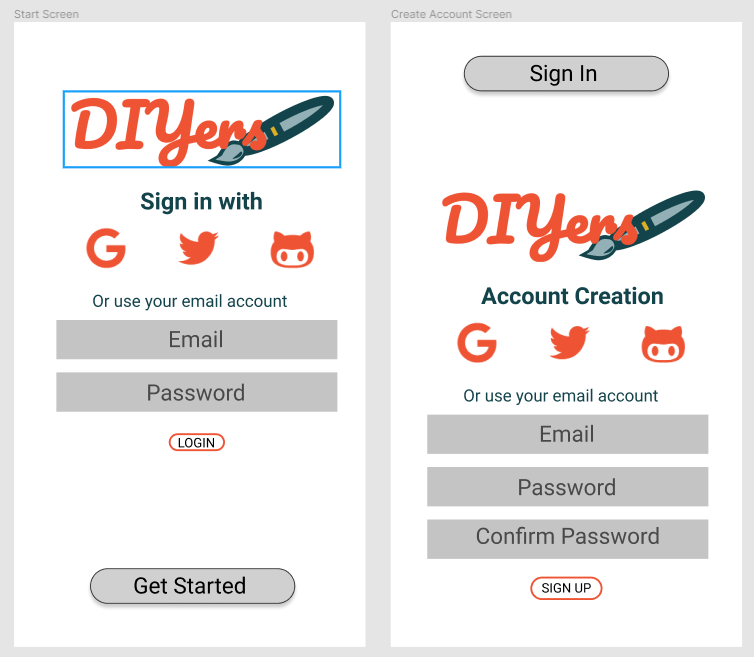 Start Screen
DIYers
Sign in with
Or use your email account
Email
Password
LOGIN
Get Started
Create Account Screen
Sign In
DIYers
Account Creation
Or use your email account
Email
Password
Confirm Password
SIGN UP